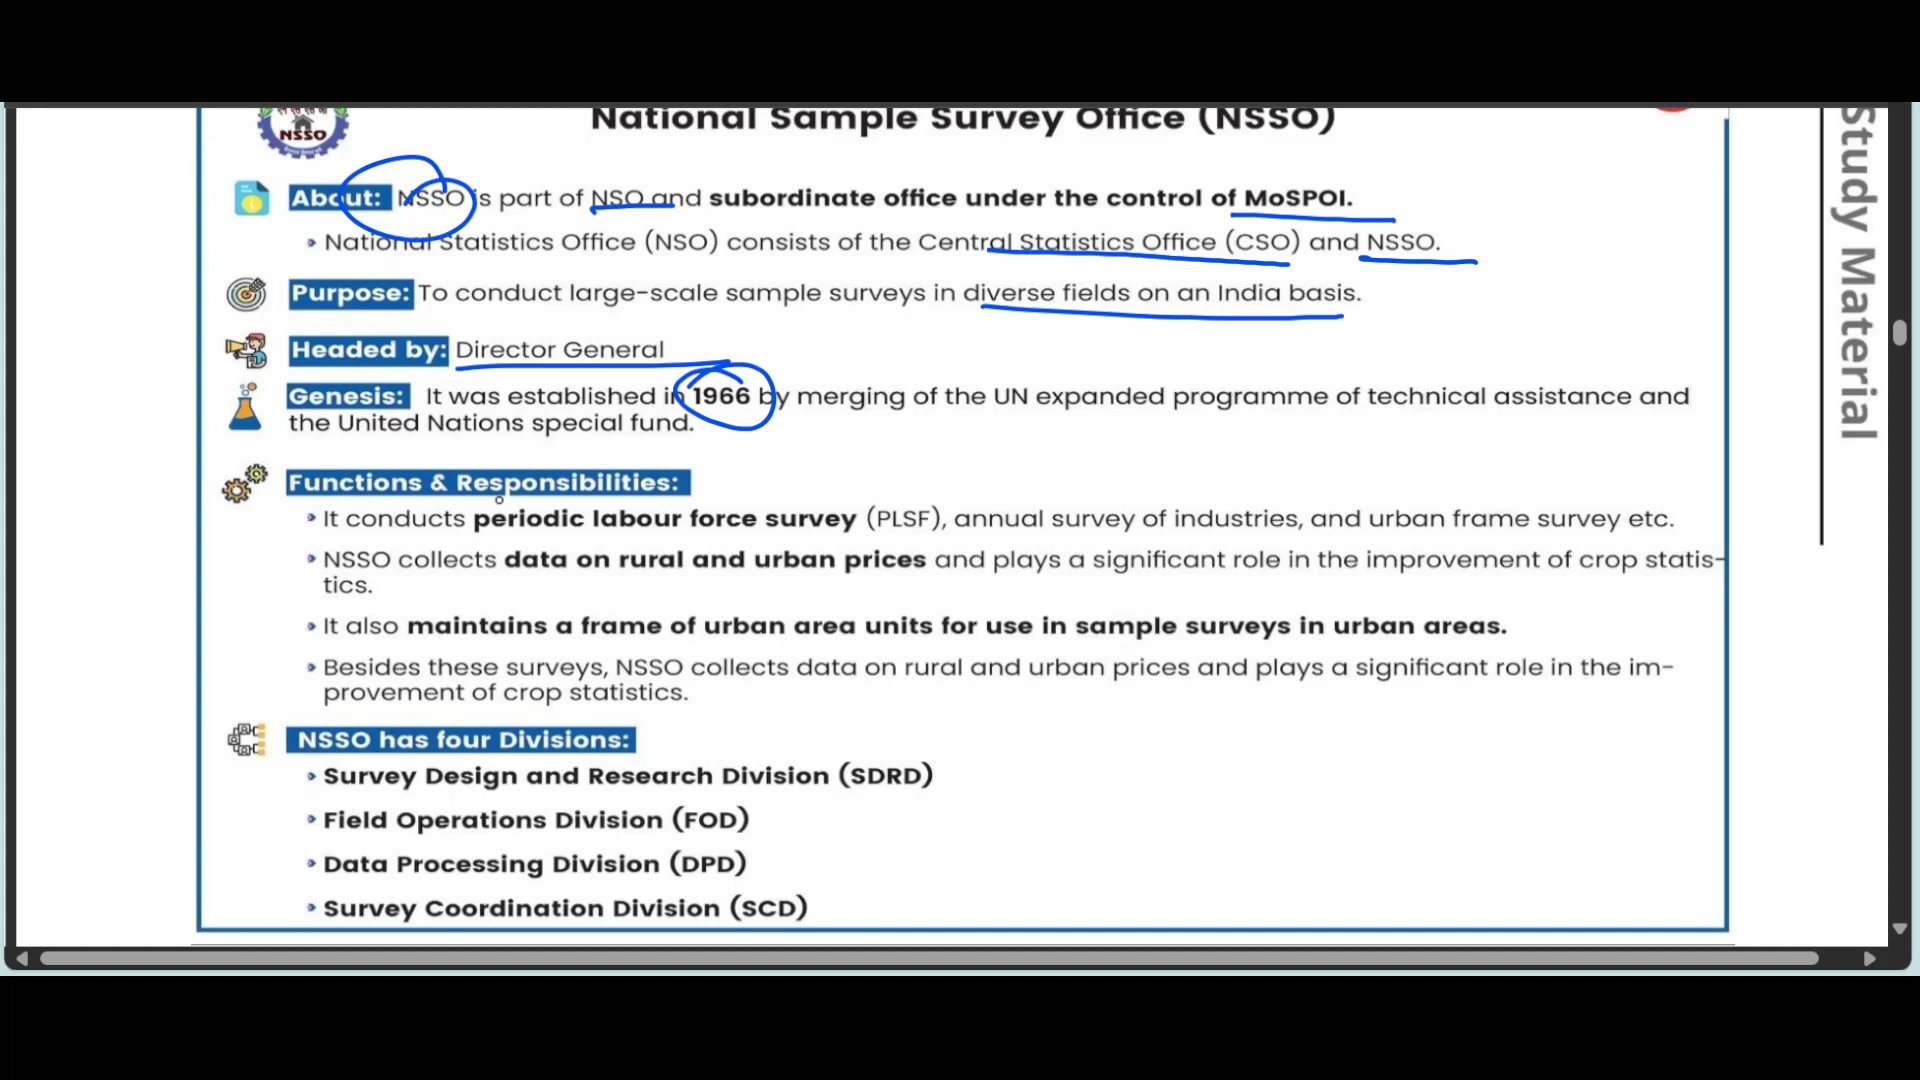 National Sample Survey Office (NSSO)
NSSO
About: NSSO is part of NSO and subordinate office under the control of MoSPOI.
National Statistics Office (NSO) consists of the Central Statistics Office (CSO) and NSSO.
Purpose: To conduct large-scale sample surveys in diverse fields on an India basis.
Headed by: Director General
Genesis: It was established in 1966 by merging of the UN expanded programme of technical assistance and
the United Nations special fund.
Functions & Responsibilities:
It conducts periodic labour force survey (PLSF), annual survey of industries, and urban frame survey etc.
NSSO collects data on rural and urban prices and plays a significant role in the improvement of crop statis-
tics.
It also maintains a frame of urban area units for use in sample surveys in urban areas.
Besides these surveys, NSSO collects data on rural and urban prices and plays a significant role in the im-
provement of crop statistics.
NSSO has four Divisions:
Survey Design and Research Division (SDRD)
Field Operations Division (FOD)
Data Processing Division (DPD)
Survey Coordination Division (SCD)
Study Material